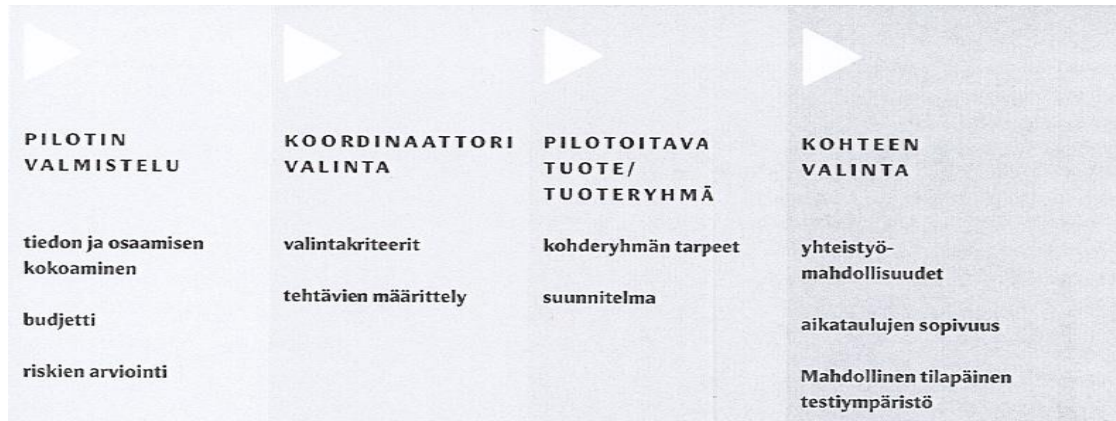 PILOTIN
VALMISTELU
tiedon ja osaamisen
kokoaminen
budjetti
riskien arviointi
KOORDINAATTORI
VALINTA
valintakriteerit
tehtävien määrittely
PILOTOITAVA
TUOTE/
TUOTERYHMÄ
kohderyhmän tarpeet
suunnitelma
KOHTEEN
VALINTA
yhteistyö-
mahdollisuudet
aikataulujen sopivuus
Mahdollinen tilapäinen
testiympäristö